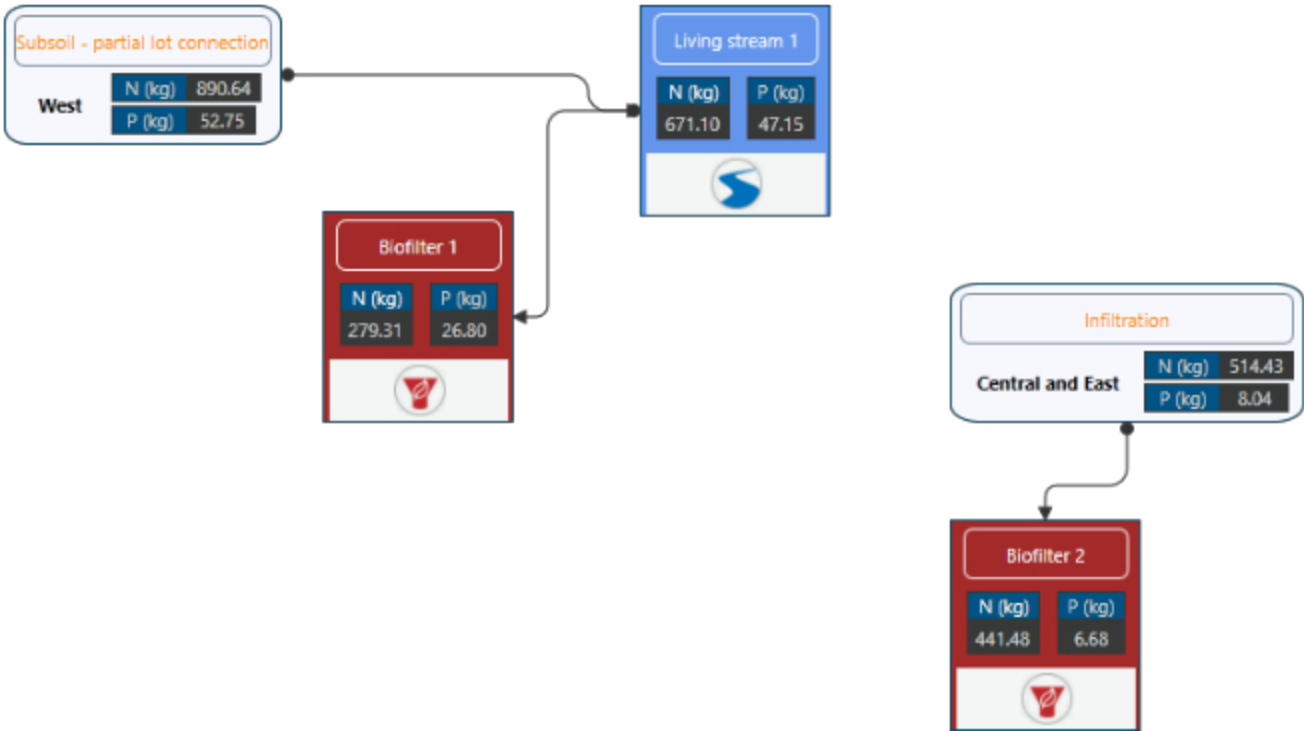 Subsoil - partial lot connection
West
N (kg) 890.64
P (kg) 52.75
Living stream 1
N (kg) P (kg)
671.10 47.15
Biofilter 1
N (kg) P (kg)
279.31 26.80
Infiltration
Central and East
N (kg) 514.43
P (kg) 8.04
Biofilter 2
N (kg) P (kg)
441.48 6.68